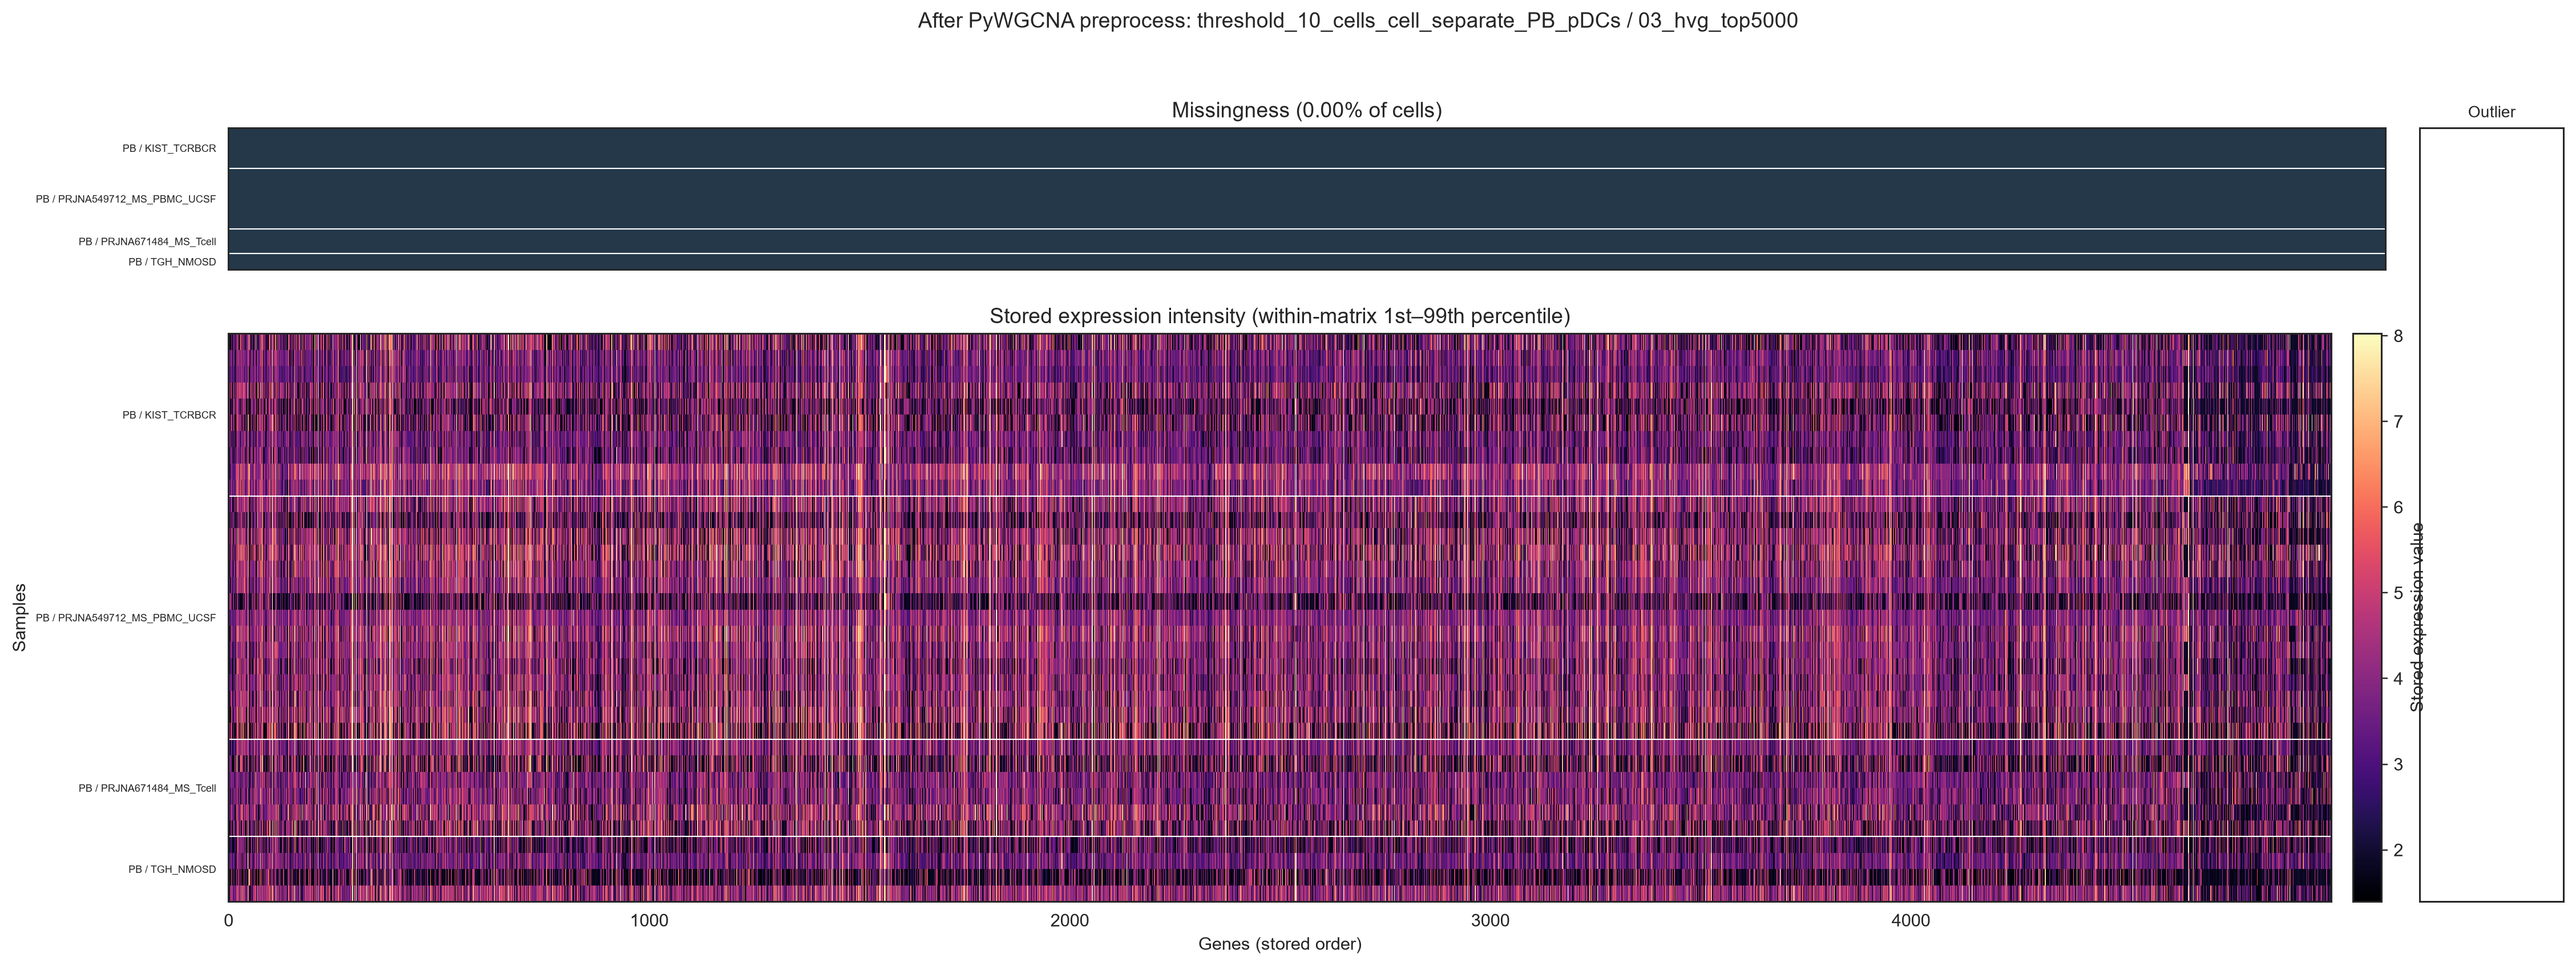 After PyWGCNA preprocess: threshold_10_cells_cell_separate_PB_pDCs / 03_hvg_top5000
Missingness (0.00% of cells)
Outlier
PB / KIST_TCRBCR
PB / PRJNA549712_MS_PBMC_UCSF
PB / PRJNA671484_MS_Tcell
PB / TGH_NMOSD
Stored expression intensity (within-matrix 1st–99th percentile)
Samples
PB / KIST_TCRBCR
PB / PRJNA549712_MS_PBMC_UCSF
PB / PRJNA671484_MS_Tcell
PB / TGH_NMOSD
8
7
6
5
4
3
2
Stored expression value
0 1000 2000 3000 4000
Genes (stored order)